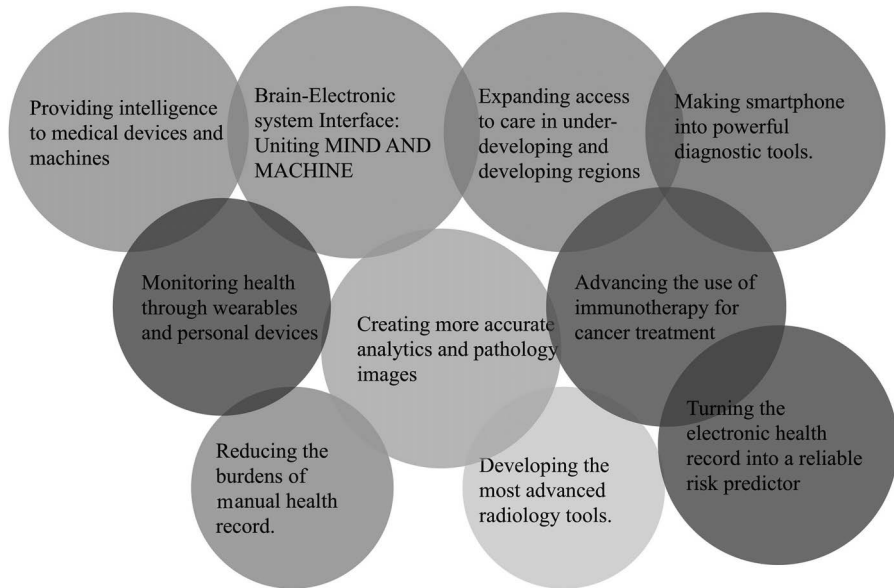 Providing intelligence
to medical devices and
machines
Brain-Electronic
system Interface:
Uniting MIND AND
MACHINE
Expanding access
to care in under-
developing and
developing regions
Making smartphone
into powerful
diagnostic tools.
Monitoring health
through wearables
and personal devices
Creating more accurate
analytics and pathology
images
Advancing the use of
immunotherapy for
cancer treatment
Reducing the
burdens of
manual health
record.
Developing the
most advanced
radiology tools.
Turning the
electronic health
record into a reliable
risk predictor